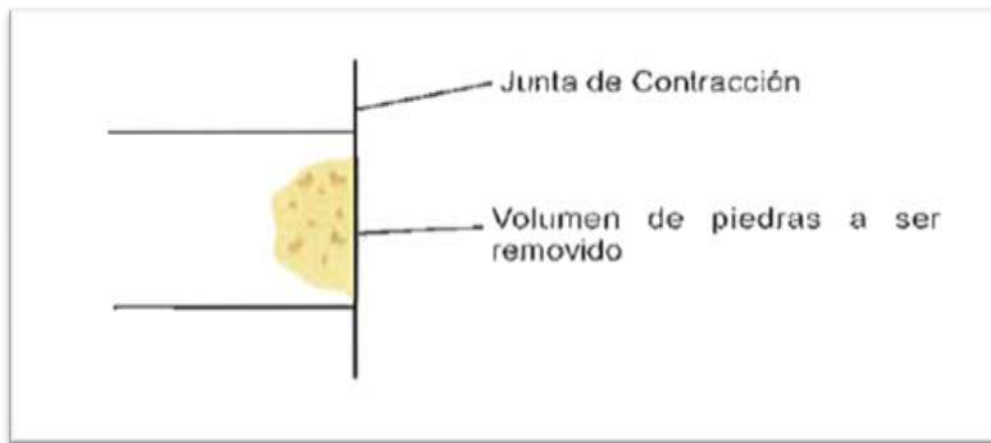 Junta de Contracción
Volumen de piedras a ser
removido